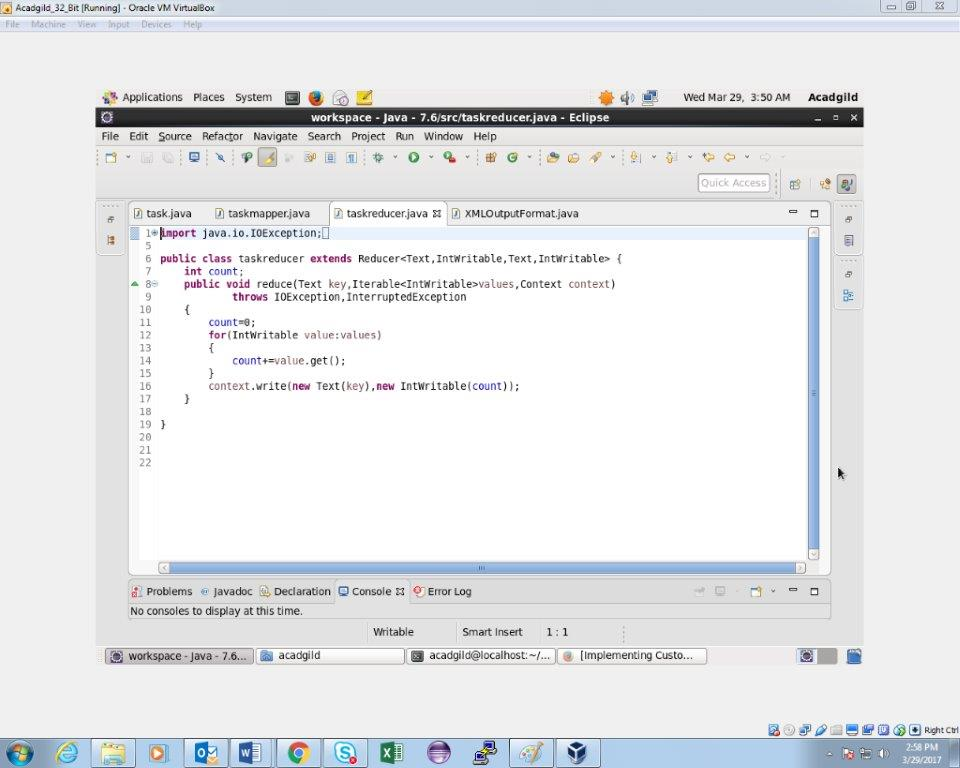 Acadgild_32_Bit [Running] - Oracle VM VirtualBox
File Machine View Input Devices Help
Applications Places System Wed Mar 29, 3:50 AM Acadgild
workspace - Java - 7.6/src/taskreducer.java - Eclipse
File Edit Source Refactor Navigate Search Project Run Window Help
Quick Access
task.java taskmapper.java taskreducer.java XMLOutputFormat.java
1 import java.io.IOException;
5
6 public class taskreducer extends Reducer<Text,IntWritable,Text,IntWritable> {
7 int count;
8 public void reduce(Text key,Iterable<IntWritable>values,Context context)
9 throws IOException,InterruptedException
10 {
11 count=0;
12 for(IntWritable value:values)
13 {
14 count+=value.get();
15 }
16 context.write(new Text(key),new IntWritable(count));
17 }
18
19 }
20
21
22
Problems Javadoc Declaration Console Error Log
No consoles to display at this time.
Writable Smart Insert 1 : 1
workspace - Java - 7.6... acadgild acadgild@localhost:~/... [Implementing Custo...
Right Ctrl
2:58 PM
3/29/2017